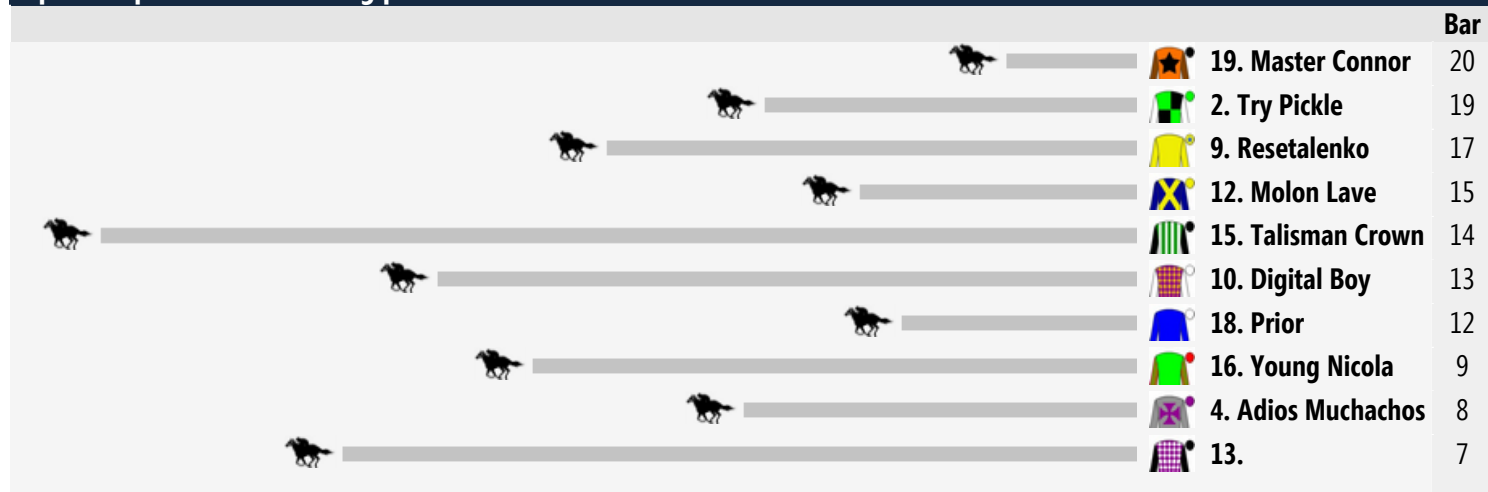 Bar
19. Master Connor 20
2. Try Pickle 19
9. Resetalenko 17
12. Molon Lave 15
15. Talisman Crown 14
10. Digital Boy 13
18. Prior 12
16. Young Nicola 9
4. Adios Muchachos 8
13. 7